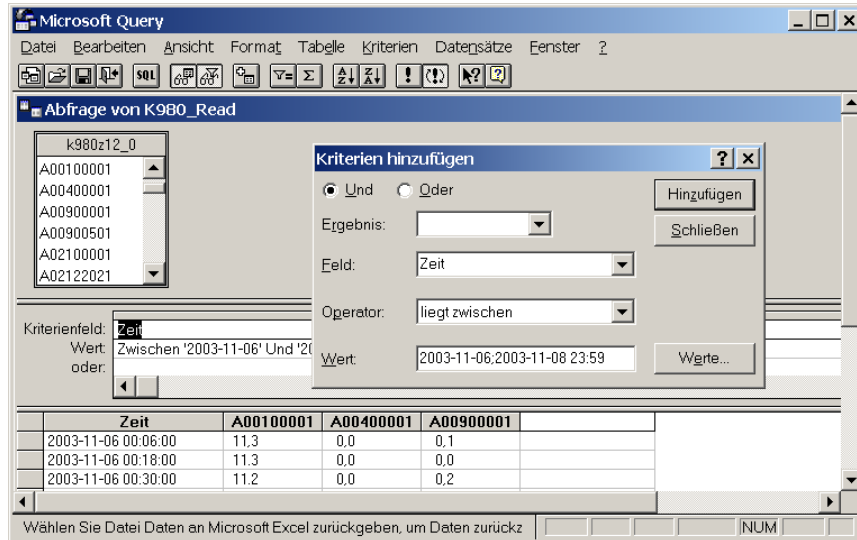 Microsoft Query
Datei Bearbeiten Ansicht Format Tabelle Kriterien Datensätze Fenster ?
SQL
Abfrage von K980_Read
k980z12_0
A00100001
A00400001
A00900001
A00900501
A02100001
A02122021
Kriterien hinzufügen
Und Oder
Hinzufügen
Ergebnis:
Schließen
Feld: Zeit
Operator: liegt zwischen
Wert: 2003-11-06;2003-11-08 23:59 Werte...
Kriterienfeld: Zeit
Wert: Zwischen '2003-11-06' Und '20
oder:
Zeit A00100001 A00400001 A00900001
2003-11-06 00:06:00 11,3 0,0 0,1
2003-11-06 00:18:00 11.3 0,0 0,0
2003-11-06 00:30:00 11.2 0,0 0,2
Wählen Sie Datei Daten an Microsoft Excel zurückgeben, um Daten zurückz NUM